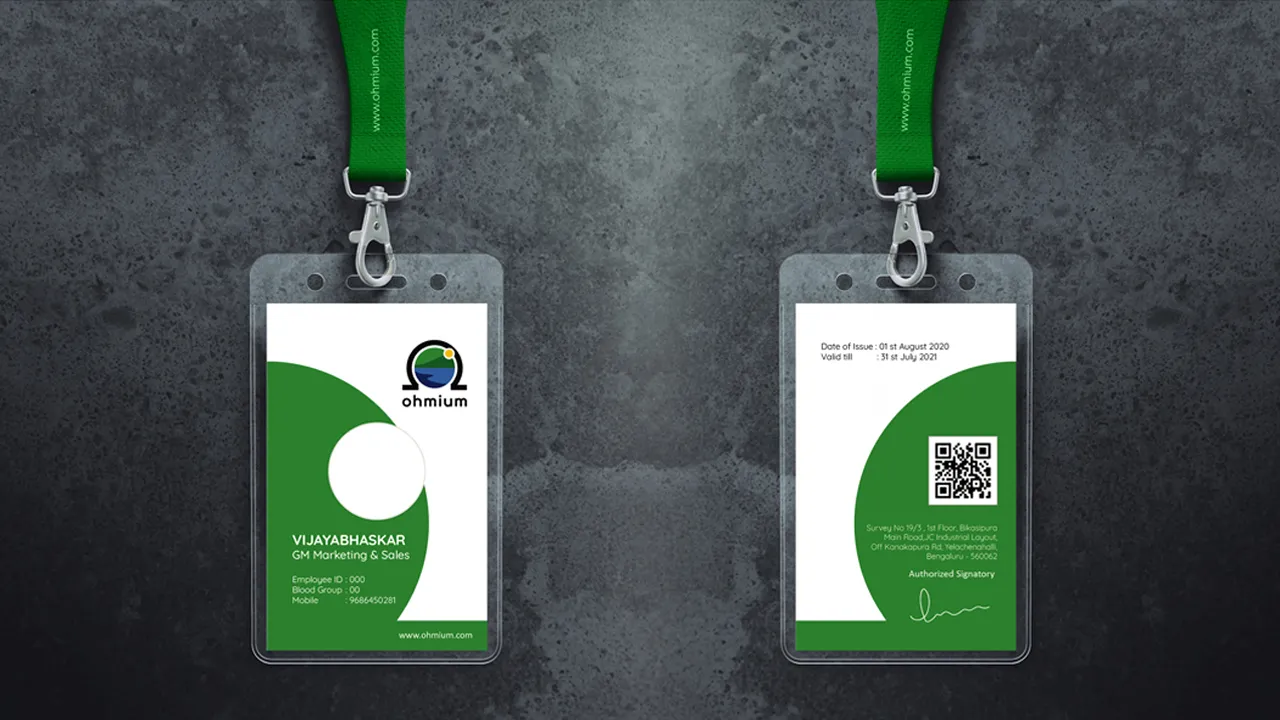 www.ohmium.com
ohmium
VIJAYABHASKAR
GM Marketing & Sales
Employee ID : 000
Blood Group : 00
Mobile : 9686450281
www.ohmium.com
www.ohmium.com
Date of Issue : 01 st August 2020
Valid till : 31 st July 2021
Survey No 19/3 , 1st Floor, Bikasipura
Main Road,JC Industrial Layout,
Off Kanakapura Rd, Yelachenahalli,
Bengaluru - 560062
Authorized Signatory